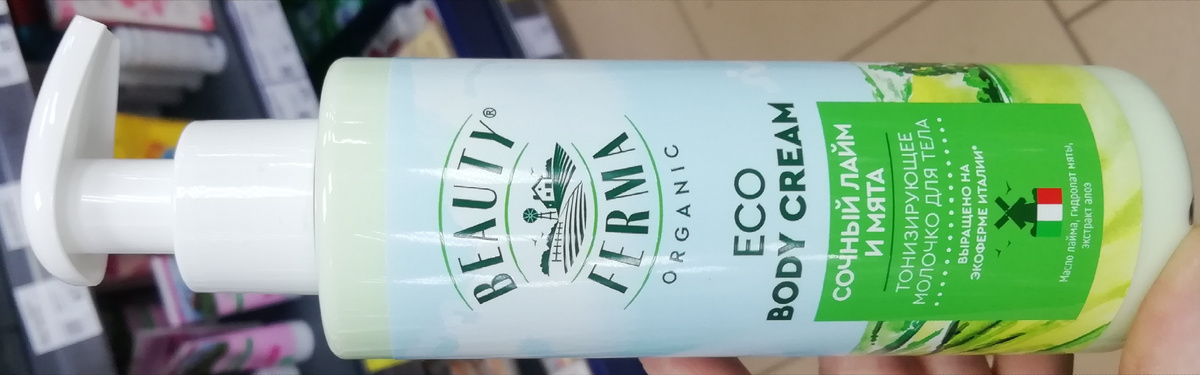 BEAUTY®
FERMA
ORGANIC
ECO
BODY CREAM
СОЧНЫЙ ЛАЙМ
И МЯТА
ТОНИЗИРУЮЩЕЕ
МОЛОЧКО ДЛЯ ТЕЛА
ВЫРАЩЕНО НА
ЭКОФЕРМЕ ИТАЛИИ*
Масло лайма, гидролат мяты,
экстракт алоэ